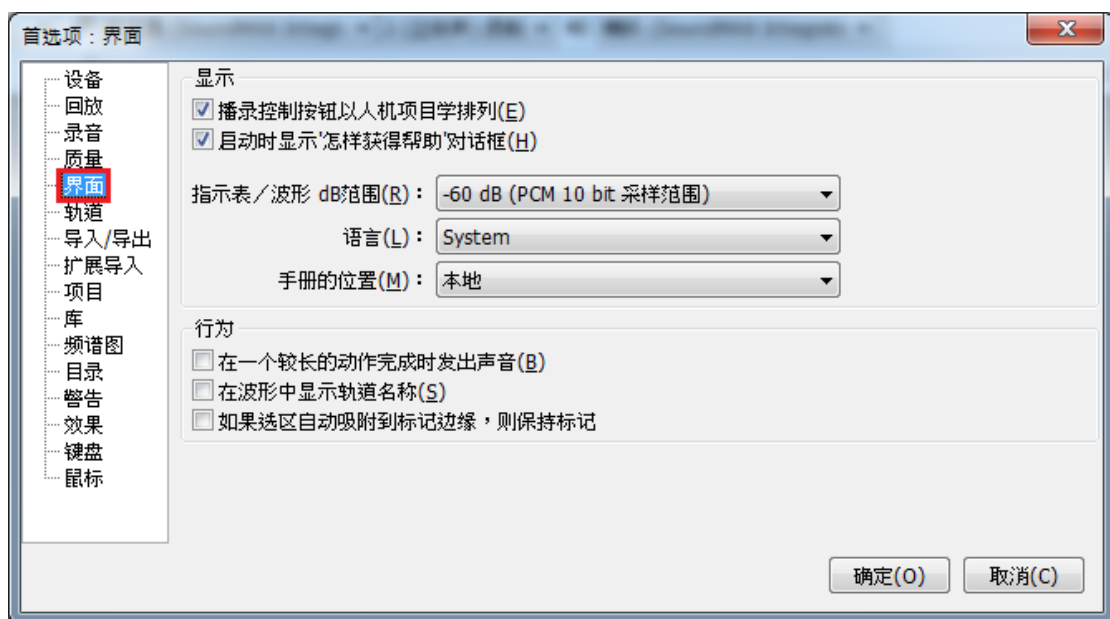 首选项：界面
设备
回放
录音
质量
界面
轨道
导入/导出
扩展导入
项目
库
频谱图
目录
警告
效果
键盘
鼠标
显示
播录控制按钮以人机项目学排列(E)
启动时显示'怎样获得帮助'对话框(H)
指示表／波形 dB范围(R)： -60 dB (PCM 10 bit 采样范围)
语言(L)： System
手册的位置(M)： 本地
行为
在一个较长的动作完成时发出声音(B)
在波形中显示轨道名称(S)
如果选区自动吸附到标记边缘，则保持标记
确定(O) 取消(C)